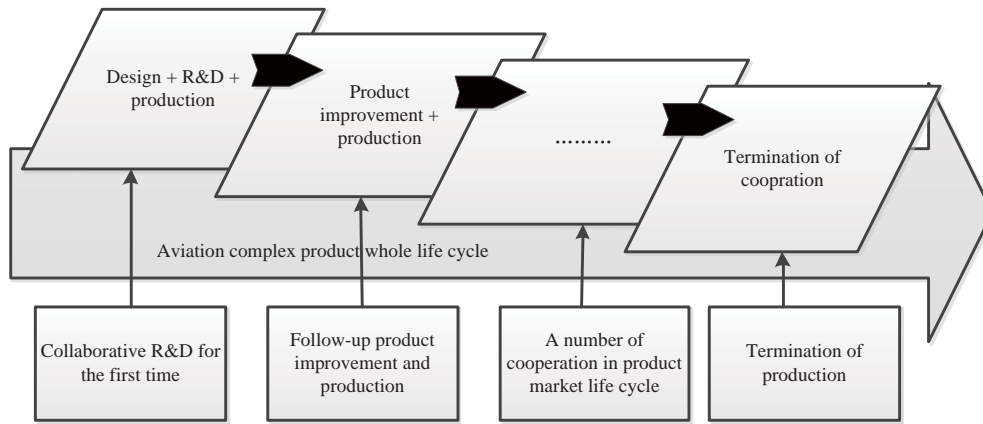 Design + R&D +
production
Product
improvement +
production
………
Termination of
coopration
Aviation complex product whole life cycle
Collaborative R&D for
the first time
Follow-up product
improvement and
production
A number of
cooperation in product
market life cycle
Termination of
production